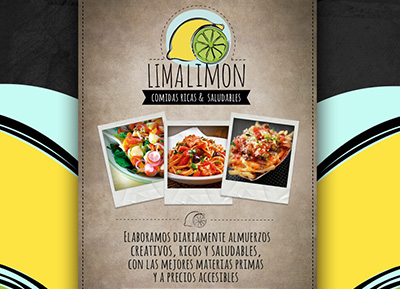 LIMALIMON
COMIDAS RICAS & SALUDABLES
ELABORAMOS DIARIAMENTE ALMUERZOS
CREATIVOS, RICOS Y SALUDABLES,
CON LAS MEJORES MATERIAS PRIMAS
Y A PRECIOS ACCESIBLES